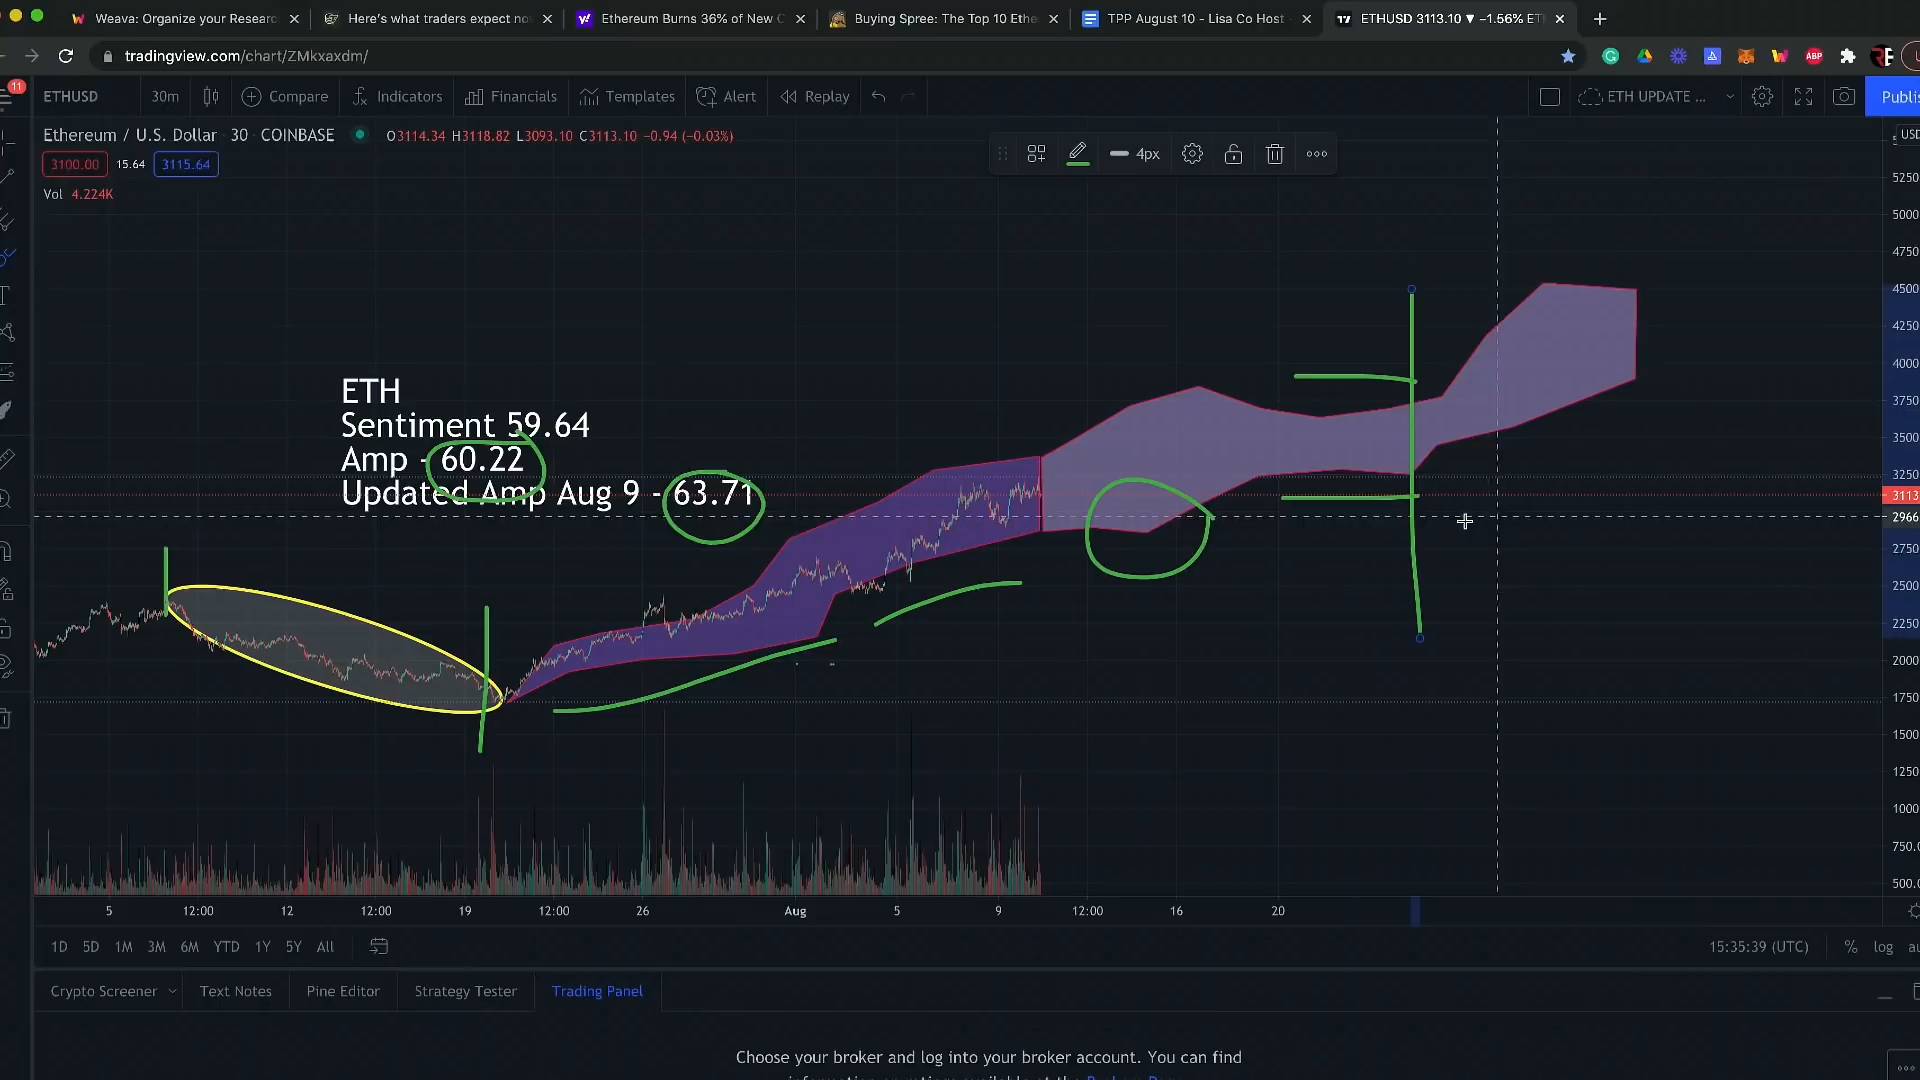 Weava: Organize your Researc
Here's what traders expect no
Ethereum Burns 36% of New C
Buying Spree: The Top 10 Ethe
TPP August 10 - Lisa Co Host
ETHUSD 3113.10 ▼ −1.56% ET
tradingview.com/chart/ZMkxaxdm/
ABP
11
ETHUSD
30m
Compare
Indicators
Financials
Templates
Alert
Replay
ETH UPDATE ...
Publis
Ethereum / U.S. Dollar · 30 · COINBASE
O3114.34 H3118.82 L3093.10 C3113.10 −0.94 (−0.03%)
USD
3100.00 15.64 3115.64
4px
Vol 4.224K
5250
5000
4750
4500
4250
4000
3750
3500
3250
3113
2966
2750
2500
2250
2000
1750
1500
1250
1000
750.0
500.0
ETH
Sentiment 59.64
Amp - 60.22
Updated Amp Aug 9 - 63.71
5 12:00 12 12:00 19 12:00 26 Aug 5 9 12:00 16 20
1D 5D 1M 3M 6M YTD 1Y 5Y All
15:35:39 (UTC) % log au
Crypto Screener Text Notes Pine Editor Strategy Tester Trading Panel
Choose your broker and log into your broker account. You can find